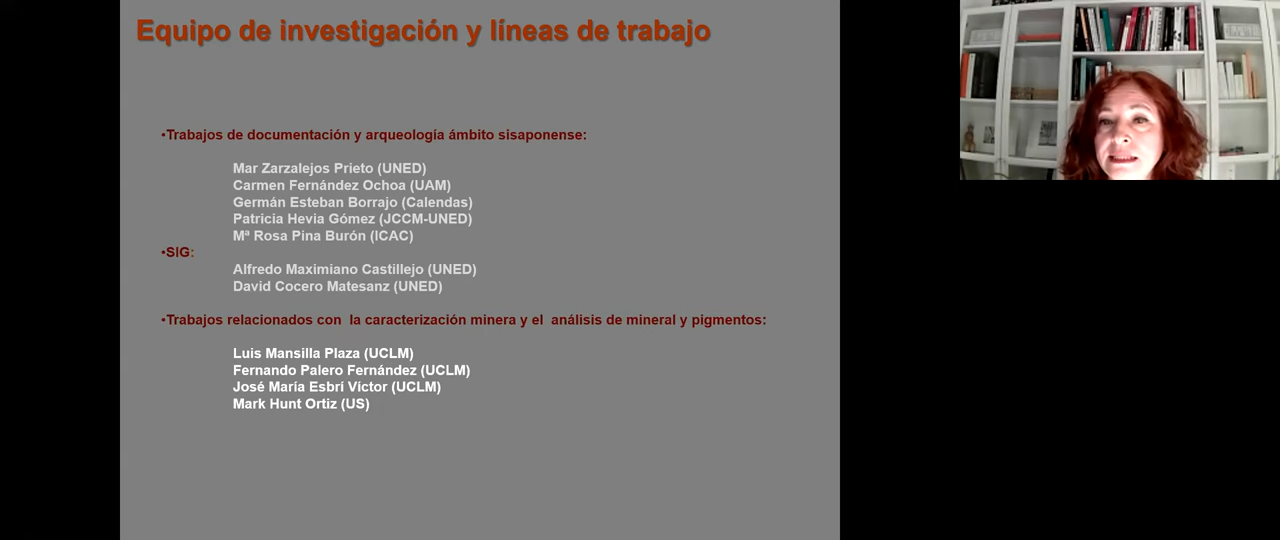 Equipo de investigación y líneas de trabajo
•Trabajos de documentación y arqueología ámbito sisaponense:
Mar Zarzalejos Prieto (UNED)
Carmen Fernández Ochoa (UAM)
Germán Esteban Borrajo (Calendas)
Patricia Hevia Gómez (JCCM-UNED)
Mª Rosa Pina Burón (ICAC)
•SIG:
Alfredo Maximiano Castillejo (UNED)
David Cocero Matesanz (UNED)
•Trabajos relacionados con la caracterización minera y el análisis de mineral y pigmentos:
Luis Mansilla Plaza (UCLM)
Fernando Palero Fernández (UCLM)
José María Esbrí Víctor (UCLM)
Mark Hunt Ortiz (US)